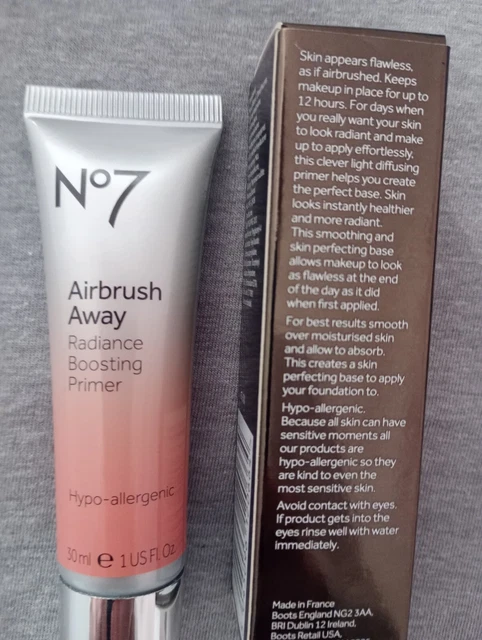 No7
Airbrush
Away
Radiance
Boosting
Primer
Hypo-allergenic
30ml e 1 US Fl. Oz
Skin appears flawless,
as if airbrushed. Keeps
makeup in place for up to
12 hours. For days when
you really want your skin
to look radiant and make
up to apply effortlessly,
this clever light diffusing
primer helps you create
the perfect base. Skin
looks instantly healthier
and more radiant.
This smoothing and
skin perfecting base
allows makeup to look
as flawless at the end
of the day as it did
when first applied.
For best results smooth
over moisturised skin
and allow to absorb.
This creates a skin
perfecting base to apply
your foundation to.
Hypo-allergenic.
Because all skin can have
sensitive moments all
our products are
hypo-allergenic so they
are kind to even the
most sensitive skin.
Avoid contact with eyes.
If product gets into the
eyes rinse well with water
immediately.
Made in France
Boots England NG2 3AA.
BRI Dublin 12 Ireland.
Boots Retail USA.